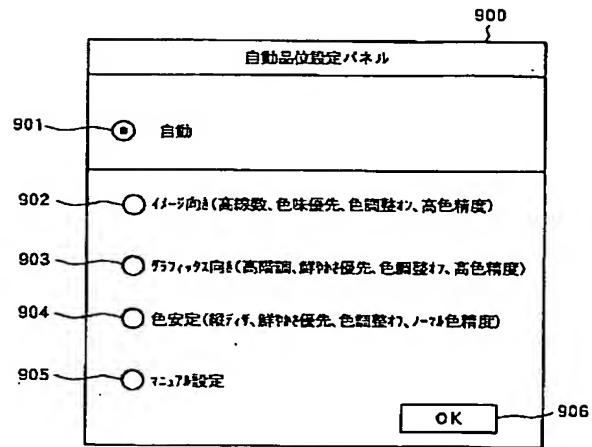 900
自動品位設定パネル
901
自動
902
イメージ向き(高線数、色味優先、色調整オン、高色精度)
903
グラフィックス向き(高階調、鮮やかさ優先、色調整オフ、高色精度)
904
色安定(縦ディザ、鮮やかさ優先、色調整オフ、ノーマル色精度)
905
マニュアル設定
OK
906